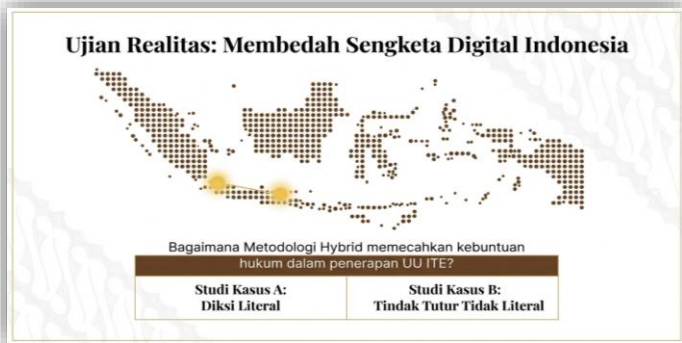 Ujian Realitas: Membedah Sengketa Digital Indonesia
Bagaimana Metodologi Hybrid memecahkan kebuntuan
hukum dalam penerapan UU ITE?
Studi Kasus A:
Diksi Literal
Studi Kasus B:
Tindak Tutur Tidak Literal